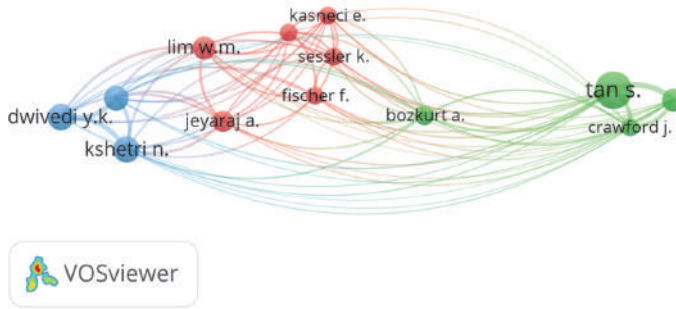 kasneci e.
lim w.m.
sessler k.
fischer f.
tan s.
dwivedi y.k.
jeyaraj a.
bozkurt a.
crawford j.
kshetri n.
VOSviewer